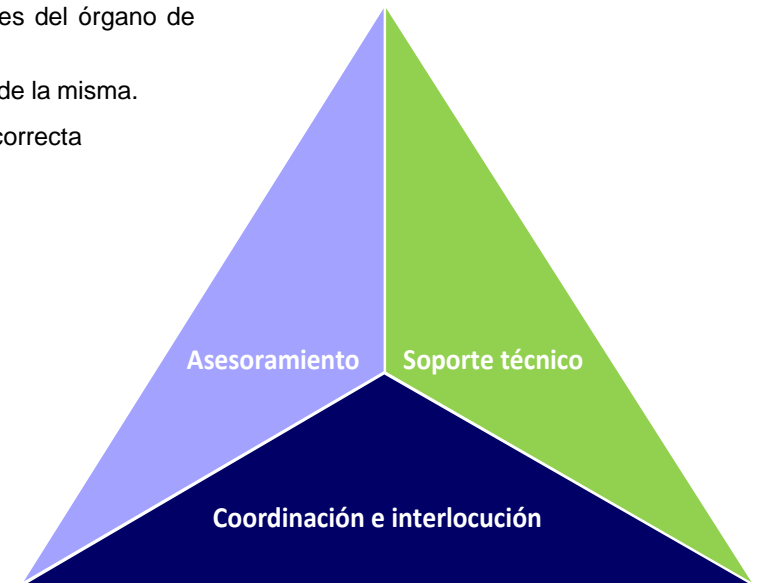 es del órgano de
de la misma.
correcta
Asesoramiento
Soporte técnico
Coordinación e interlocución